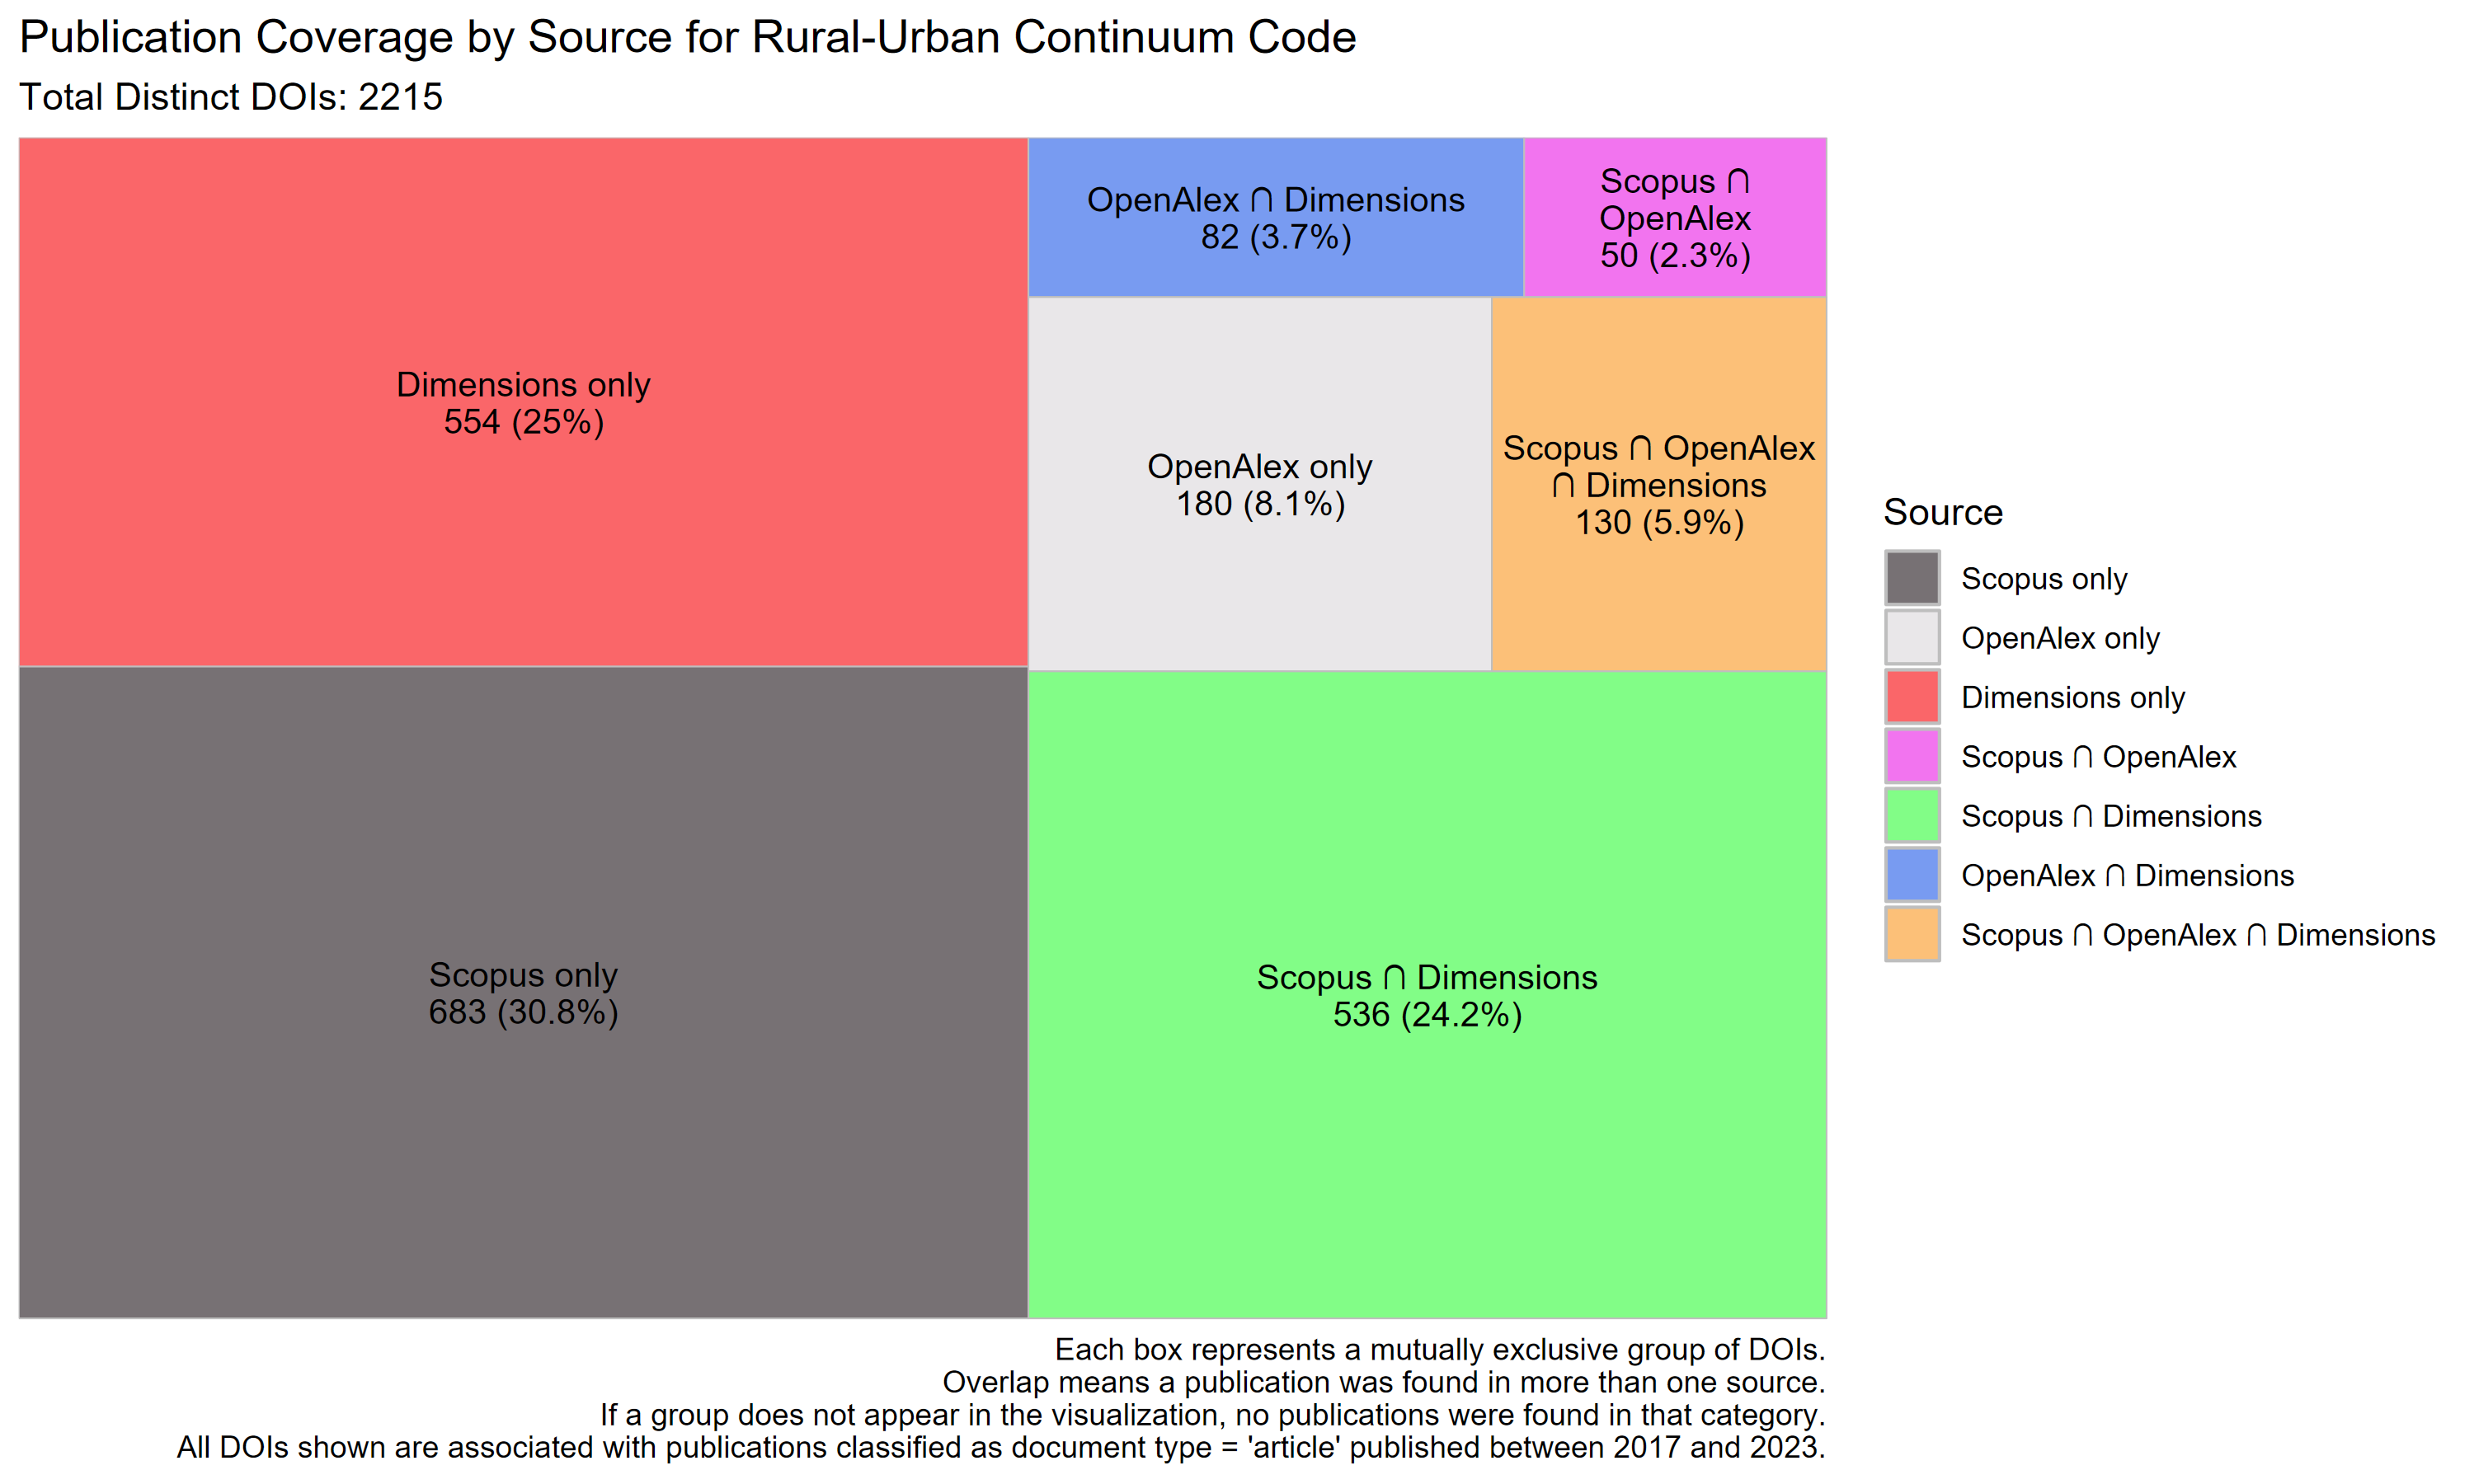 Publication Coverage by Source for Rural-Urban Continuum Code
Total Distinct DOIs: 2215
Dimensions only
554 (25%)
OpenAlex ∩ Dimensions
82 (3.7%)
Scopus ∩
OpenAlex
50 (2.3%)
OpenAlex only
180 (8.1%)
Scopus ∩ OpenAlex
∩ Dimensions
130 (5.9%)
Scopus only
683 (30.8%)
Scopus ∩ Dimensions
536 (24.2%)
Source
Scopus only
OpenAlex only
Dimensions only
Scopus ∩ OpenAlex
Scopus ∩ Dimensions
OpenAlex ∩ Dimensions
Scopus ∩ OpenAlex ∩ Dimensions
Each box represents a mutually exclusive group of DOIs.
Overlap means a publication was found in more than one source.
If a group does not appear in the visualization, no publications were found in that category.
All DOIs shown are associated with publications classified as document type = 'article' published between 2017 and 2023.